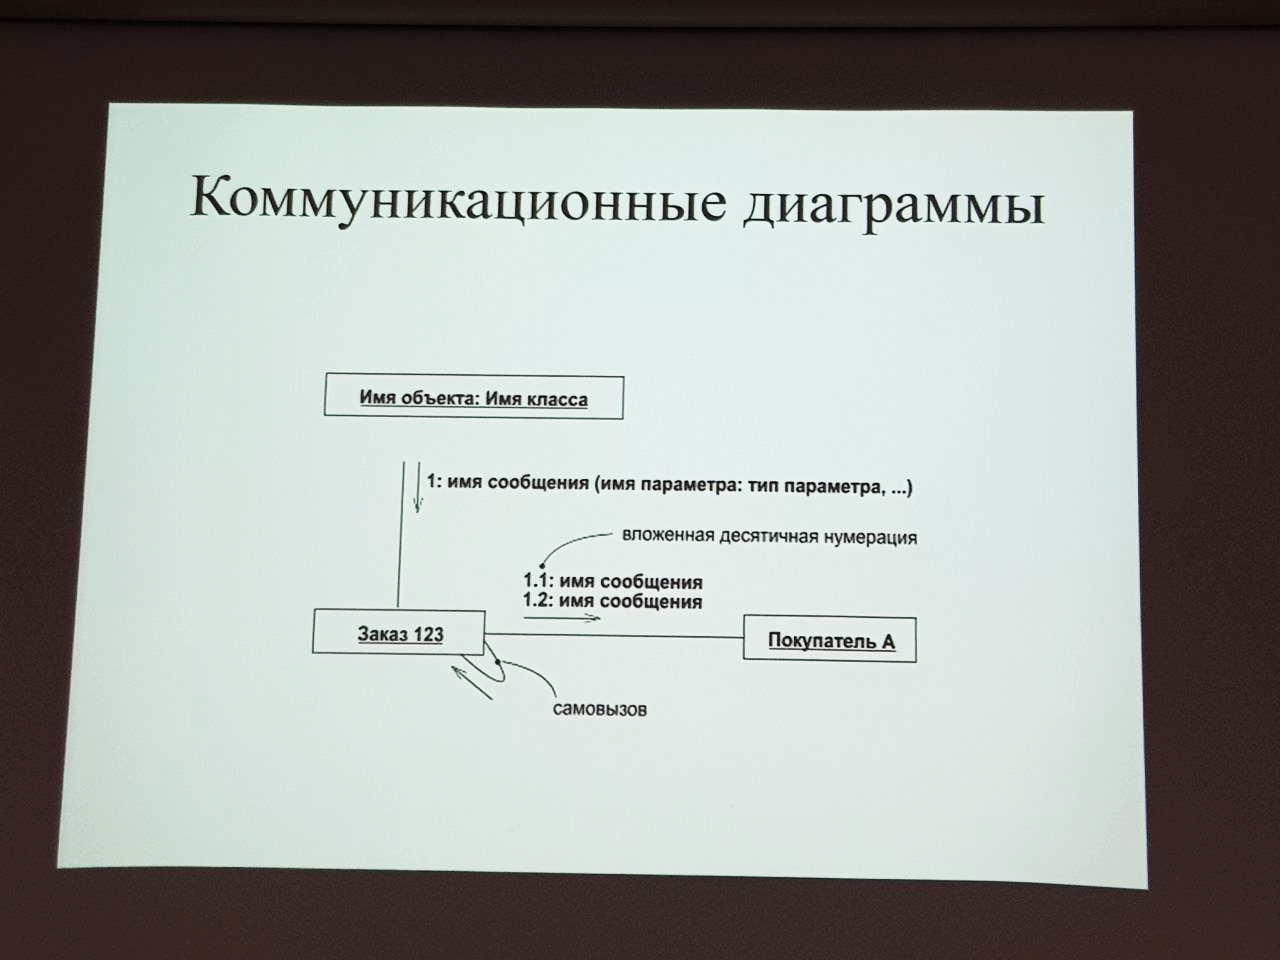 Коммуникационные диаграммы
Имя объекта: Имя класса
1: имя сообщения (имя параметра: тип параметра, ...)
вложенная десятичная нумерация
1.1: имя сообщения
1.2: имя сообщения
Заказ 123
Покупатель А
самовызов